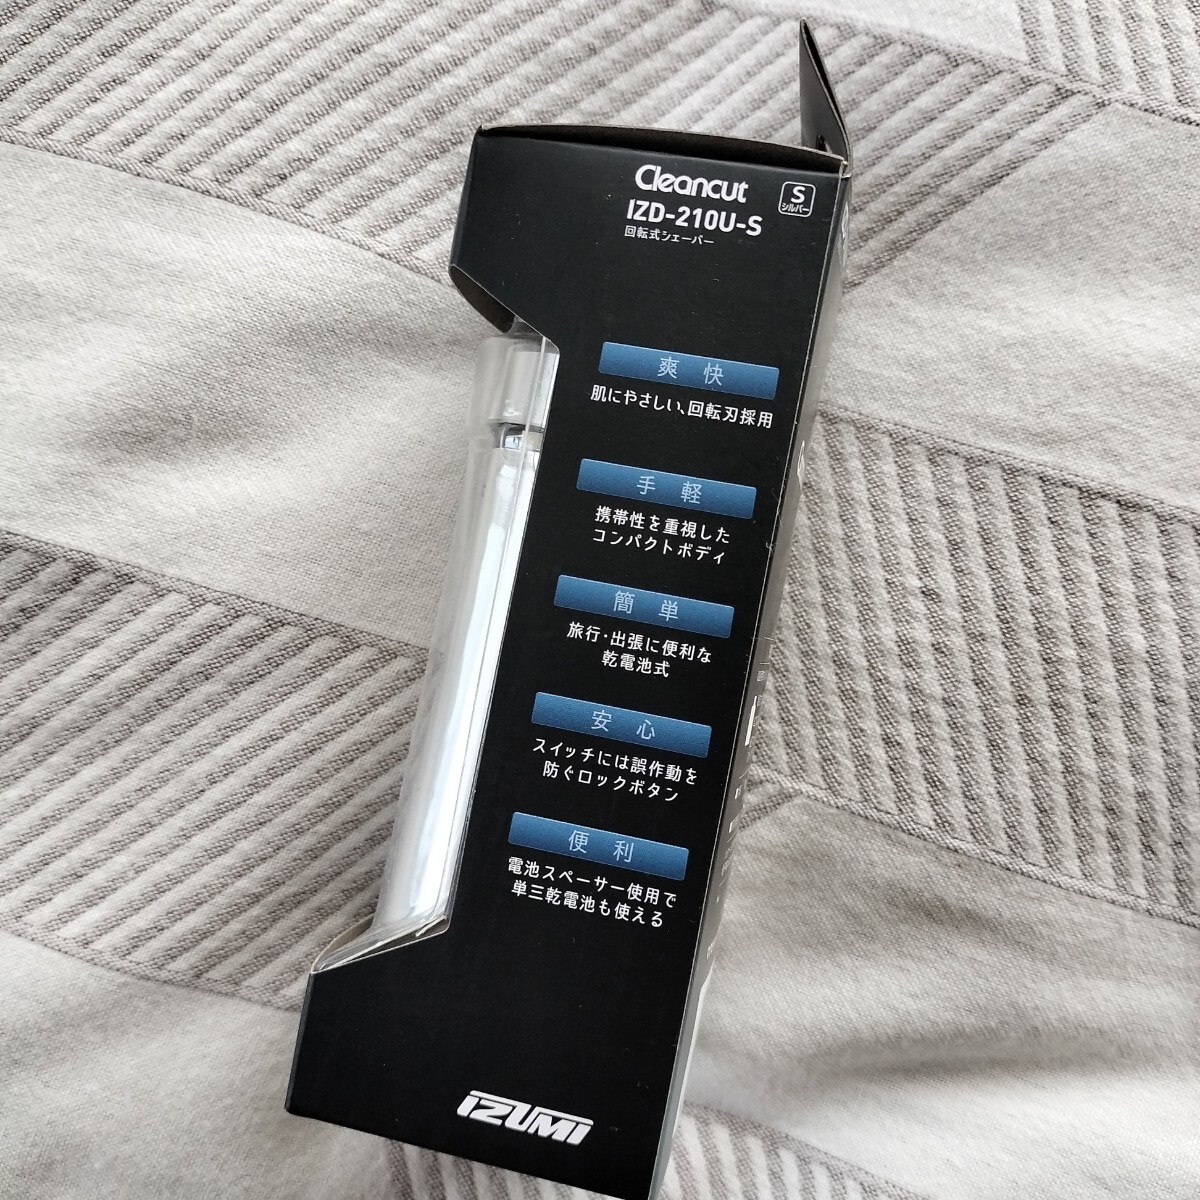 Cleancut
S
シルバー
IZD-210U-S
回転式シェーバー
爽快
肌にやさしい、回転刃採用
手軽
携帯性を重視した
コンパクトボディ
簡単
旅行・出張に便利な
乾電池式
安心
スイッチには誤作動を
防ぐロックボタン
便利
電池スペーサー使用で
単三乾電池も使える
IZUMI